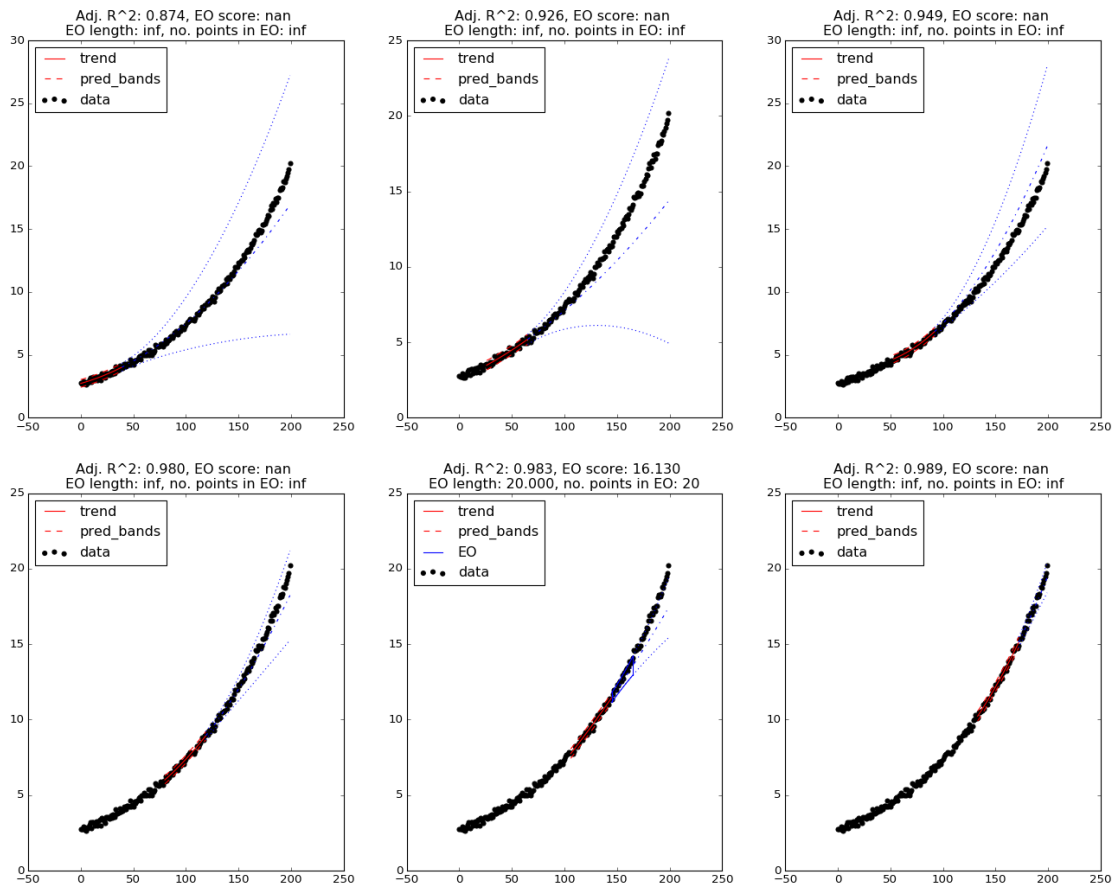 Adj. R^2: 0.874, EO score: nan
EO length: inf, no. points in EO: inf
30
25
20
15
10
5
0
−50
0
50
100
150
200
250
trend
pred_bands
data
Adj. R^2: 0.926, EO score: nan
EO length: inf, no. points in EO: inf
25
20
15
10
5
0
−50
0
50
100
150
200
250
trend
pred_bands
data
Adj. R^2: 0.949, EO score: nan
EO length: inf, no. points in EO: inf
30
25
20
15
10
5
0
−50
0
50
100
150
200
250
trend
pred_bands
data
Adj. R^2: 0.980, EO score: nan
EO length: inf, no. points in EO: inf
25
20
15
10
5
0
−50
0
50
100
150
200
250
trend
pred_bands
data
Adj. R^2: 0.983, EO score: 16.130
EO length: 20.000, no. points in EO: 20
25
20
15
10
5
0
−50
0
50
100
150
200
250
trend
pred_bands
EO
data
Adj. R^2: 0.989, EO score: nan
EO length: inf, no. points in EO: inf
25
20
15
10
5
0
−50
0
50
100
150
200
250
trend
pred_bands
data